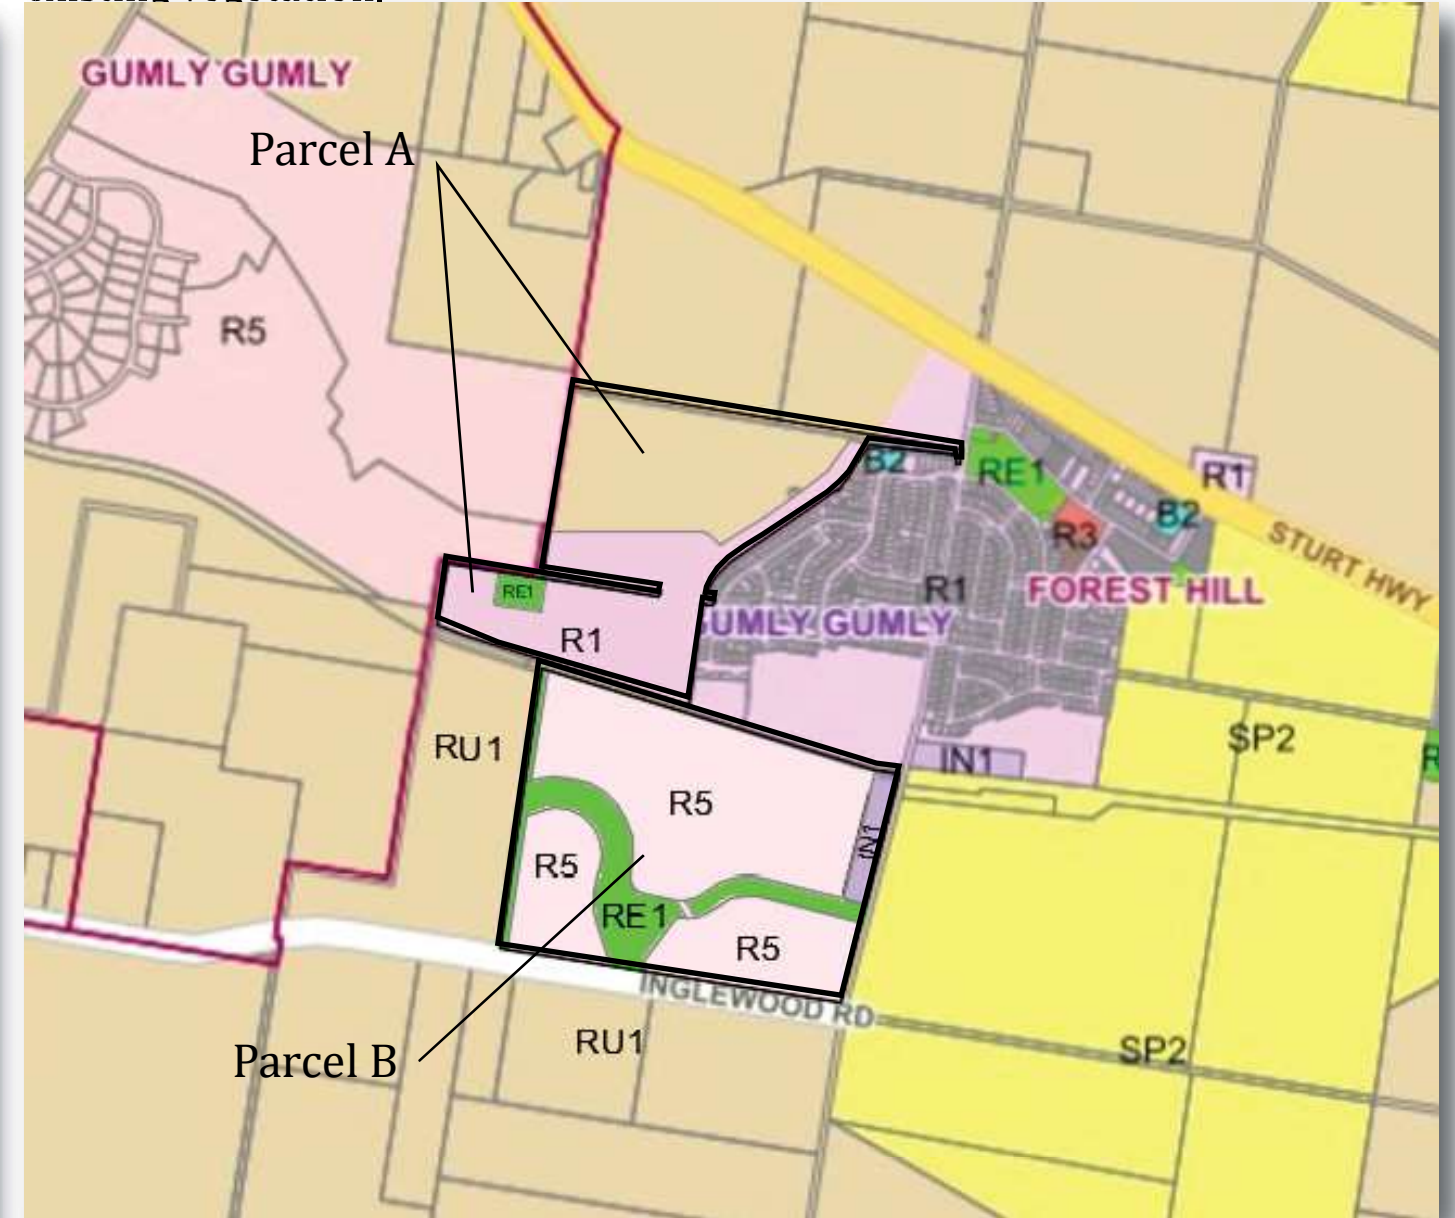 GUMLY GUMLY
Parcel A
R5
B2
RE1
R1
B2
R3
STURT HWY
RE1
R1
FOREST HILL
GUMLY GUMLY
R1
RU1
SP2
IN1
R5
IN1
R5
RE1
R5
INGLEWOOD RD
RU1
SP2
Parcel B